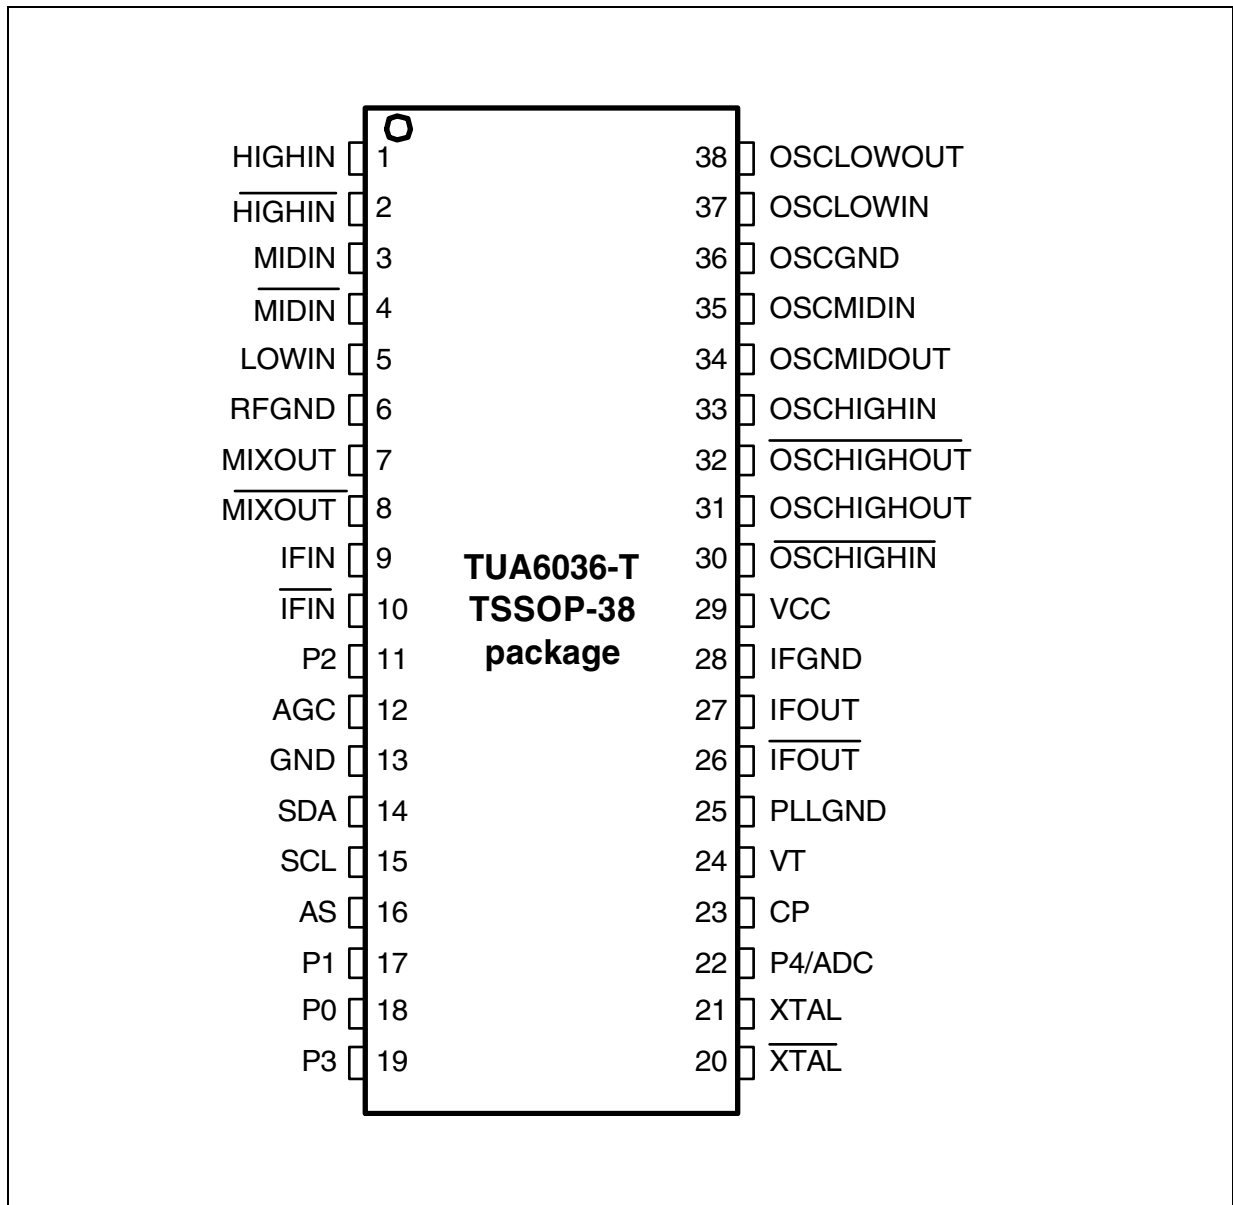 HIGHIN 1 38 OSCLOWOUT
HIGHIN 2 37 OSCLOWIN
MIDIN 3 36 OSCGND
MIDIN 4 35 OSCMIDIN
LOWIN 5 34 OSCMIDOUT
RFGND 6 33 OSCHIGHIN
MIXOUT 7 32 OSCHIGHOUT
MIXOUT 8 31 OSCHIGHOUT
IFIN 9 30 OSCHIGHIN
IFIN 10 29 VCC
P2 11 28 IFGND
AGC 12 27 IFOUT
GND 13 26 IFOUT
SDA 14 25 PLLGND
SCL 15 24 VT
AS 16 23 CP
P1 17 22 P4/ADC
P0 18 21 XTAL
P3 19 20 XTAL
TUA6036-T
TSSOP-38
package